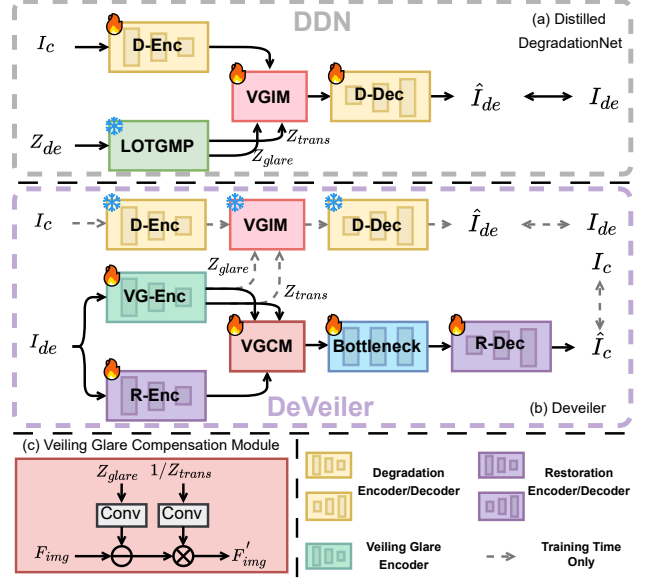 DDN
(a) Distilled
DegradationNet
I_c
D-Enc
VGIM
D-Dec
Î_de
I_de
Z_de
LOTGMP
Z_trans
Z_glare
I_c
D-Enc
VGIM
D-Dec
Î_de
I_de
Z_glare
I_c
VG-Enc
Z_trans
I_de
VGCM
Bottleneck
R-Dec
Î_c
R-Enc
DeVeiler
(b) Deveiler
(c) Veiling Glare Compensation Module
Z_glare 1/Z_trans
Conv Conv
F_img
F'_img
Degradation
Encoder/Decoder
Restoration
Encoder/Decoder
Veiling Glare
Encoder
Training Time
Only